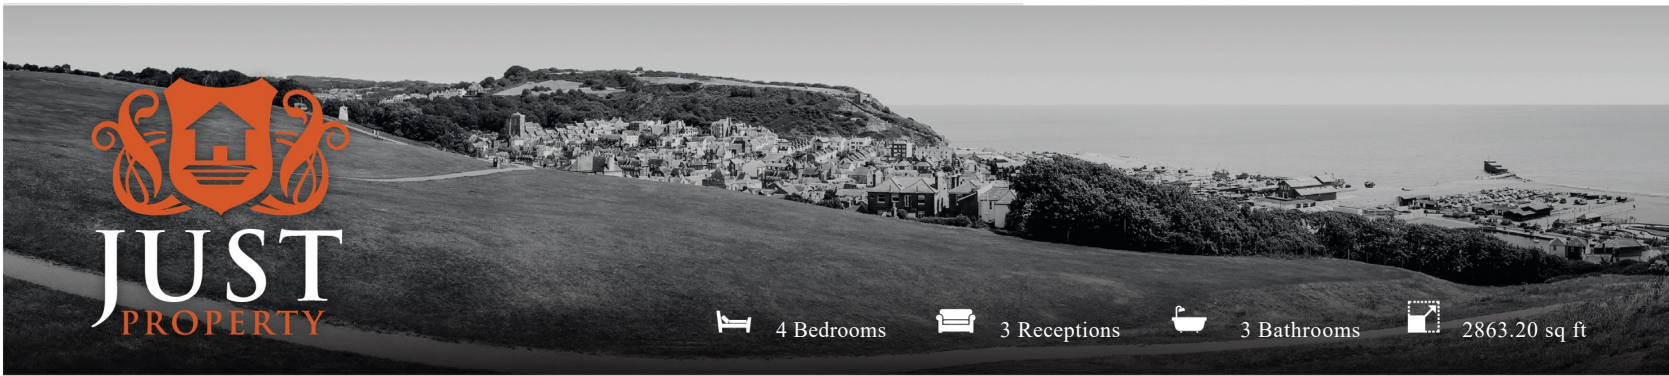 JUST
PROPERTY
4 Bedrooms
3 Receptions
3 Bathrooms
2863.20 sq ft